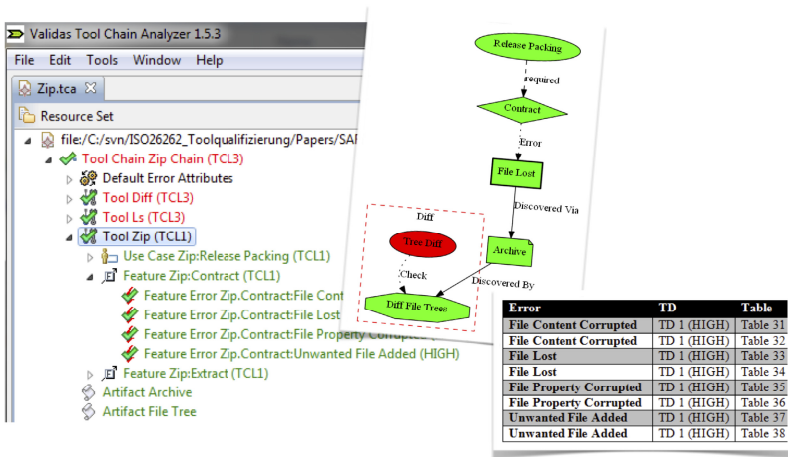 Validas Tool Chain Analyzer 1.5.3
File Edit Tools Window Help
Zip.tca
Resource Set
file:/C:/svn/ISO26262_Toolqualifizierung/Papers/SAF
Tool Chain Zip Chain (TCL3)
Default Error Attributes
Tool Diff (TCL3)
Tool Ls (TCL3)
Tool Zip (TCL1)
Use Case Zip:Release Packing (TCL1)
Feature Zip:Contract (TCL1)
Feature Error Zip.Contract:File Cont
Feature Error Zip.Contract:File Lost
Feature Error Zip.Contract:File Property Corrupted
Feature Error Zip.Contract:Unwanted File Added (HIGH)
Feature Zip:Extract (TCL1)
Artifact Archive
Artifact File Tree
Release Packing
required
Contract
Error
File Lost
Discovered Via
Diff
Tree Diff
Archive
Check
Discovered By
Diff File Trees
Error TD Table
File Content Corrupted TD 1 (HIGH) Table 31
File Content Corrupted TD 1 (HIGH) Table 32
File Lost TD 1 (HIGH) Table 33
File Lost TD 1 (HIGH) Table 34
File Property Corrupted TD 1 (HIGH) Table 35
File Property Corrupted TD 1 (HIGH) Table 36
Unwanted File Added TD 1 (HIGH) Table 37
Unwanted File Added TD 1 (HIGH) Table 38